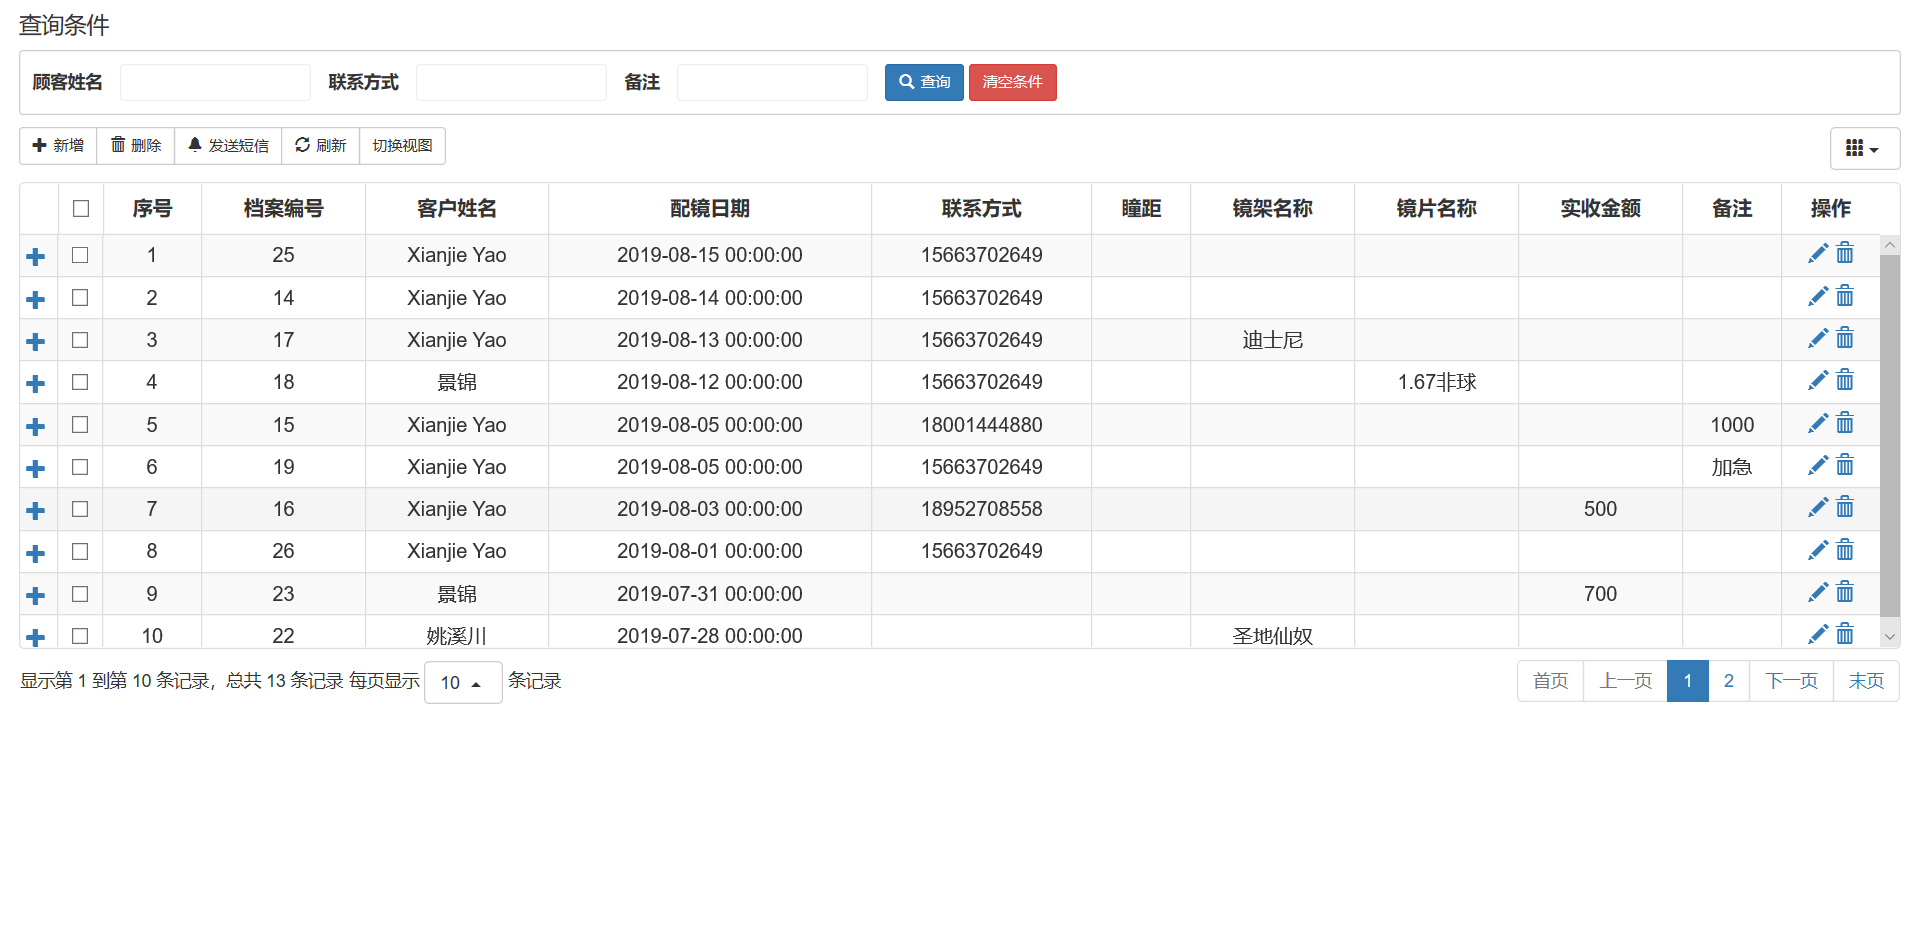 查询条件
顾客姓名 联系方式 备注 查询 清空条件
新增 删除 发送短信 刷新 切换视图
序号 档案编号 客户姓名 配镜日期 联系方式 瞳距 镜架名称 镜片名称 实收金额 备注 操作
1 25 Xianjie Yao 2019-08-15 00:00:00 15663702649
2 14 Xianjie Yao 2019-08-14 00:00:00 15663702649
3 17 Xianjie Yao 2019-08-13 00:00:00 15663702649 迪士尼
4 18 景锦 2019-08-12 00:00:00 15663702649 1.67非球
5 15 Xianjie Yao 2019-08-05 00:00:00 18001444880 1000
6 19 Xianjie Yao 2019-08-05 00:00:00 15663702649 加急
7 16 Xianjie Yao 2019-08-03 00:00:00 18952708558 500
8 26 Xianjie Yao 2019-08-01 00:00:00 15663702649
9 23 景锦 2019-07-31 00:00:00 700
10 22 姚溪川 2019-07-28 00:00:00 圣地仙奴
显示第 1 到第 10 条记录，总共 13 条记录 每页显示 10 条记录 首页 上一页 1 2 下一页 末页